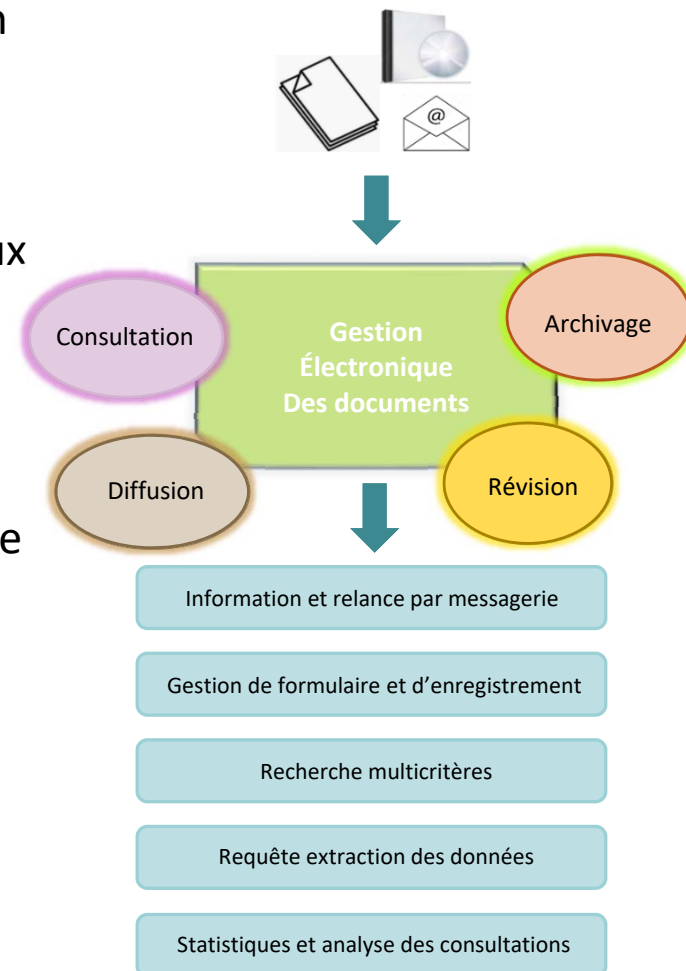 n
@
ux
Consultation
Gestion
Électronique
Des documents
Archivage
Diffusion
Révision
e
Information et relance par messagerie
Gestion de formulaire et d’enregistrement
Recherche multicritères
Requête extraction des données
Statistiques et analyse des consultations